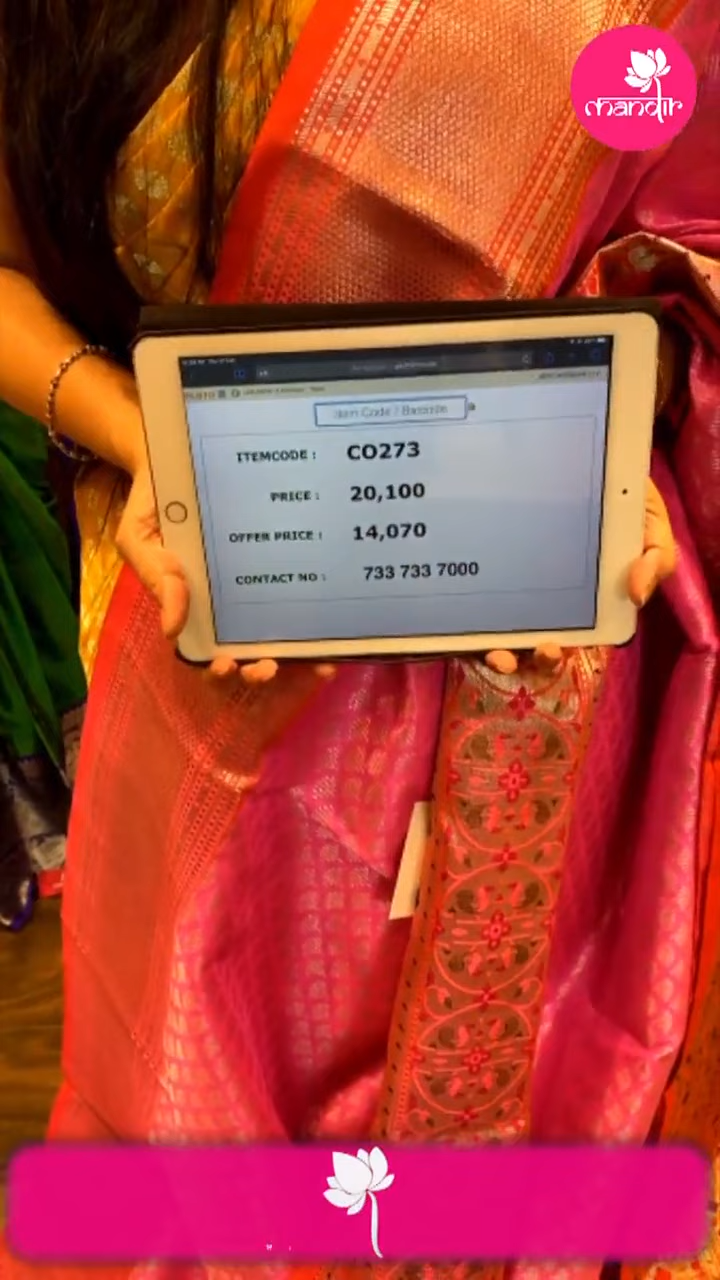 mandir
Item Code / Barcode
ITEMCODE : CO273
PRICE : 20,100
OFFER PRICE : 14,070
CONTACT NO : 733 733 7000